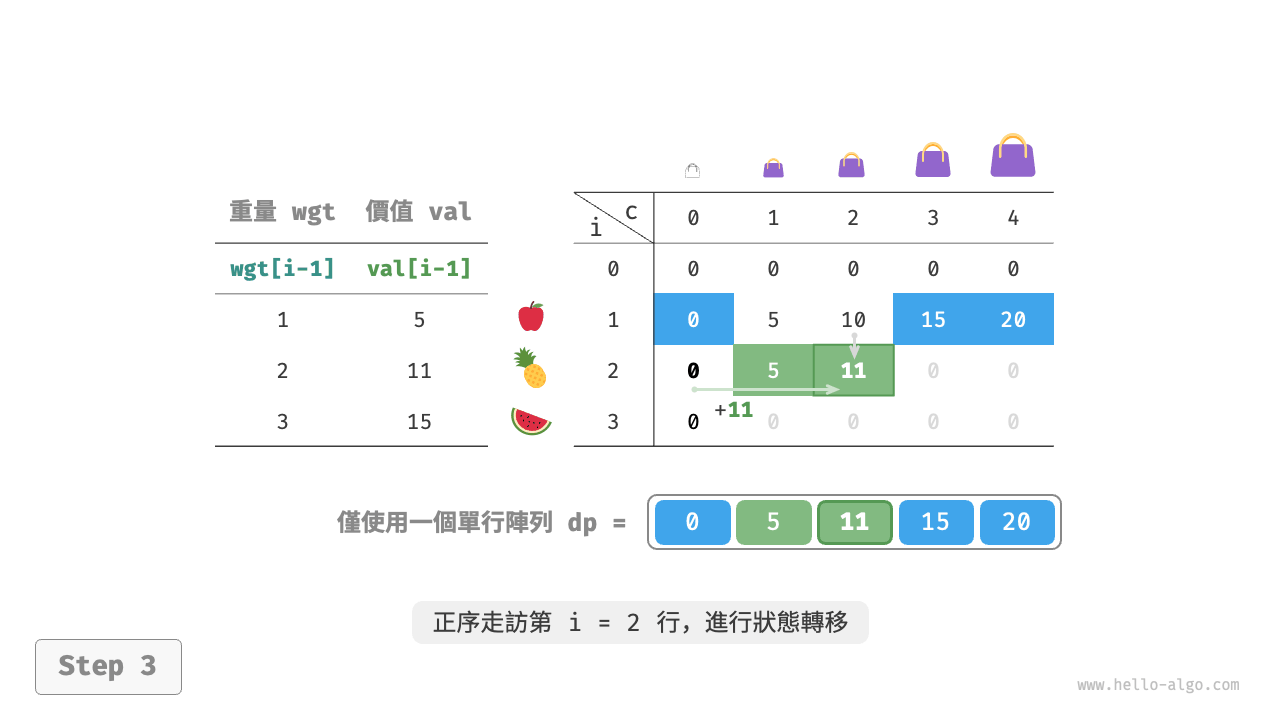 重量 wgt 價值 val
wgt[i-1] val[i-1]
1 5
2 11
3 15
i c 0 1 2 3 4
0 0 0 0 0 0
1 0 5 10 15 20
2 0 5 11 0 0
+11
3 0 0 0 0 0
僅使用一個單行陣列 dp = 0 5 11 15 20
正序走訪第 i = 2 行，進行狀態轉移
Step 3
www.hello-algo.com